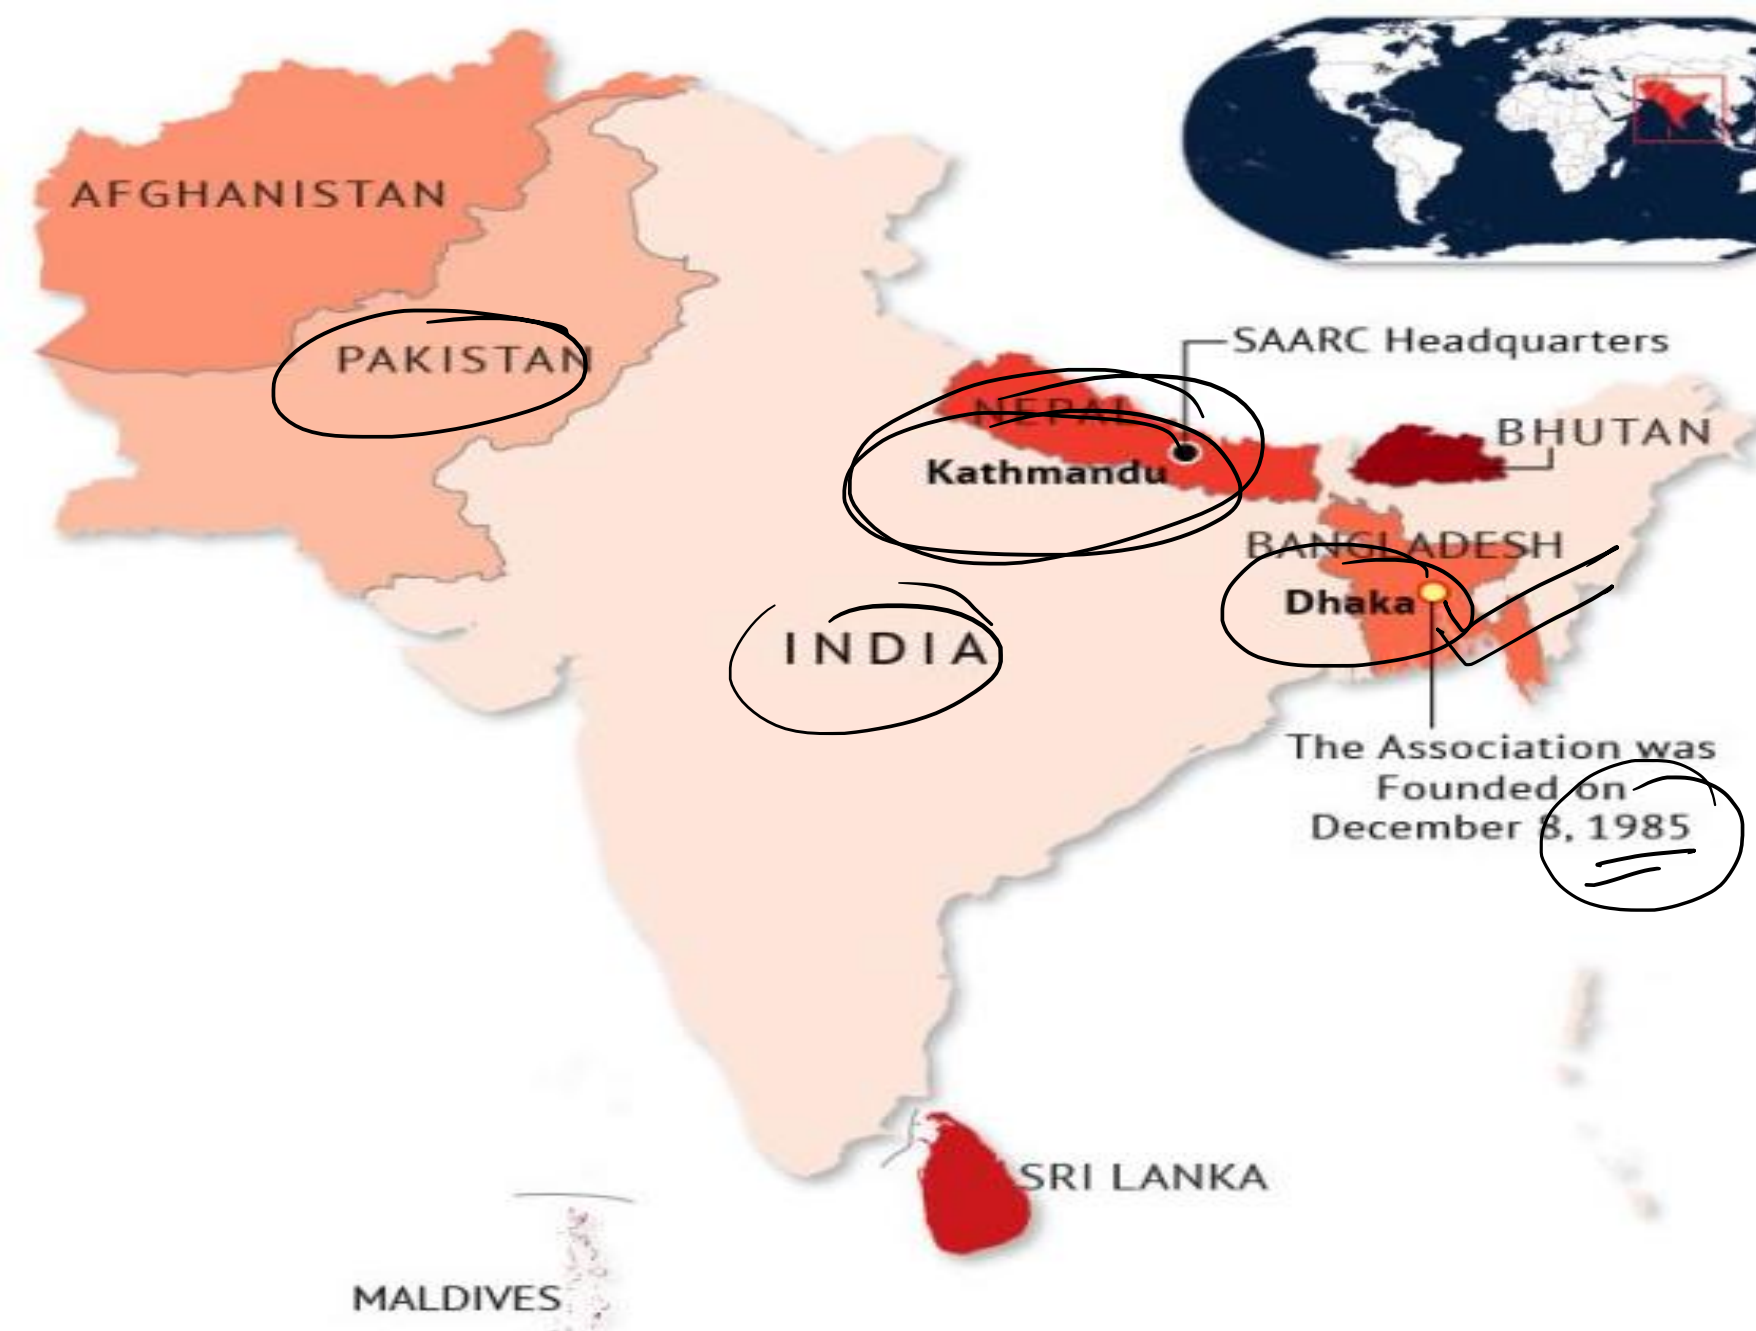 AFGHANISTAN
PAKISTAN
SAARC Headquarters
NEPAL
BHUTAN
Kathmandu
BANGLADESH
Dhaka
INDIA
The Association was
Founded on
December 8, 1985
SRI LANKA
MALDIVES